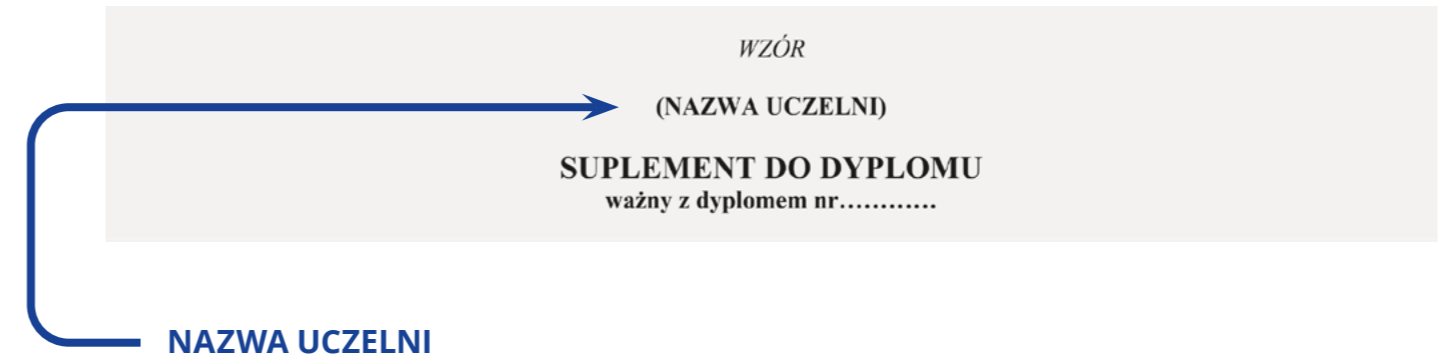 WZÓR
(NAZWA UCZELNI)
SUPLEMENT DO DYPLOMU
ważny z dyplomem nr............
NAZWA UCZELNI